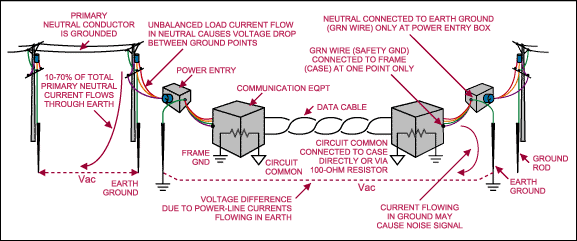 PRIMARY
NEUTRAL CONDUCTOR
IS GROUNDED
UNBALANCED LOAD CURRENT FLOW
IN NEUTRAL CAUSES VOLTAGE DROP
BETWEEN GROUND POINTS
NEUTRAL CONNECTED TO EARTH GROUND
(GRN WIRE) ONLY AT POWER ENTRY BOX
GRN WIRE (SAFETY GND)
CONNECTED TO FRAME
(CASE) AT ONE POINT ONLY
10-70% OF TOTAL
PRIMARY NEUTRAL
CURRENT FLOWS
THROUGH EARTH
POWER ENTRY
COMMUNICATION EQPT
DATA CABLE
FRAME
GND
CIRCUIT
COMMON
CIRCUIT COMMON
CONNECTED TO CASE
DIRECTLY OR VIA
100-OHM RESISTOR
GROUND
ROD
Vac
EARTH
GROUND
Vac
EARTH
GROUND
VOLTAGE DIFFERENCE
DUE TO POWER-LINE CURRENTS
FLOWING IN EARTH
CURRENT FLOWING
IN GROUND MAY
CAUSE NOISE SIGNAL